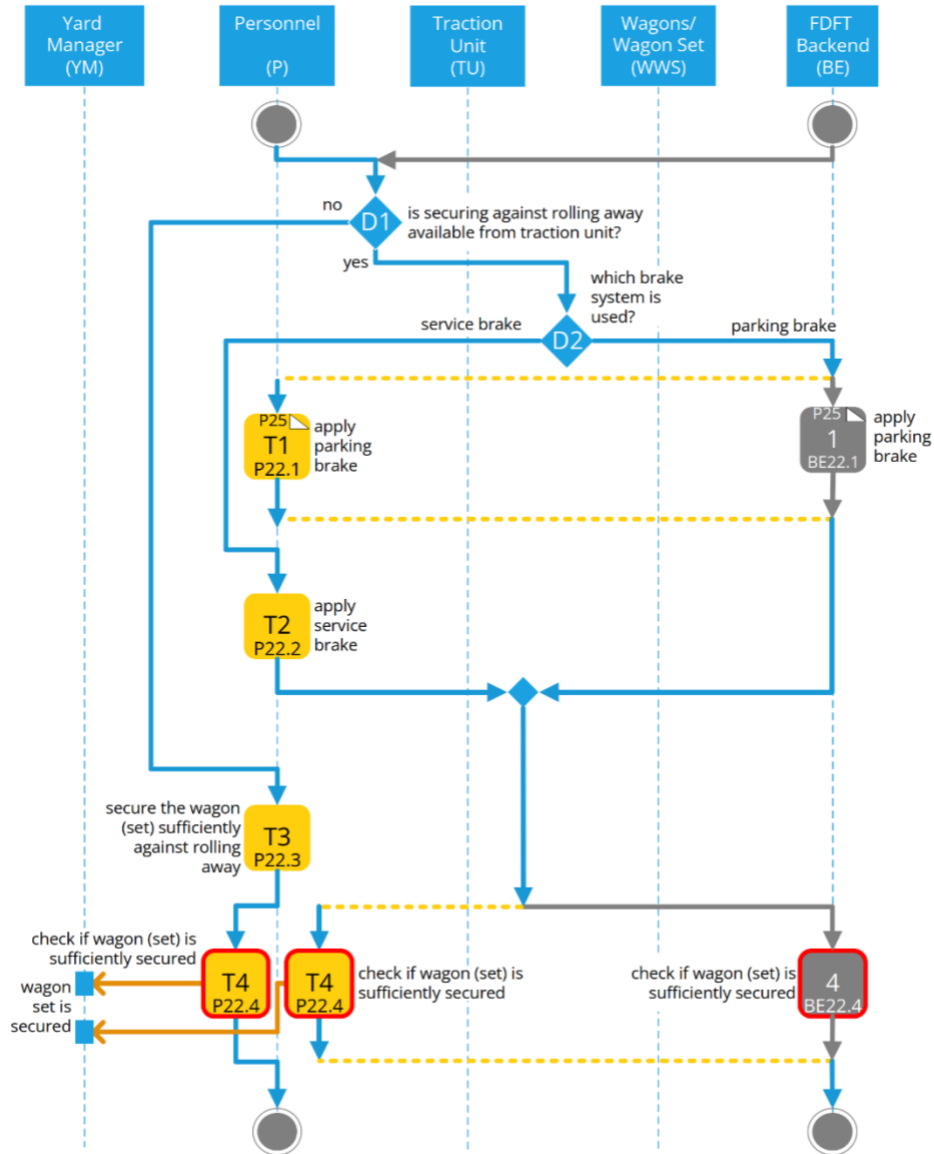 Yard
Manager
(YM)
Personnel
(P)
Traction
Unit
(TU)
Wagons/
Wagon Set
(WWS)
FDFT
Backend
(BE)
no
D1
is securing against rolling away
available from traction unit?
yes
which brake
system is
used?
service brake
D2
parking brake
P25
T1
P22.1
apply
parking
brake
P25
1
BE22.1
apply
parking
brake
T2
P22.2
apply
service
brake
secure the wagon
(set) sufficiently
against rolling
away
T3
P22.3
check if wagon (set) is
sufficiently secured
wagon
set is
secured
T4
P22.4
T4
P22.4
check if wagon (set) is
sufficiently secured
check if wagon (set) is
sufficiently secured
4
BE22.4